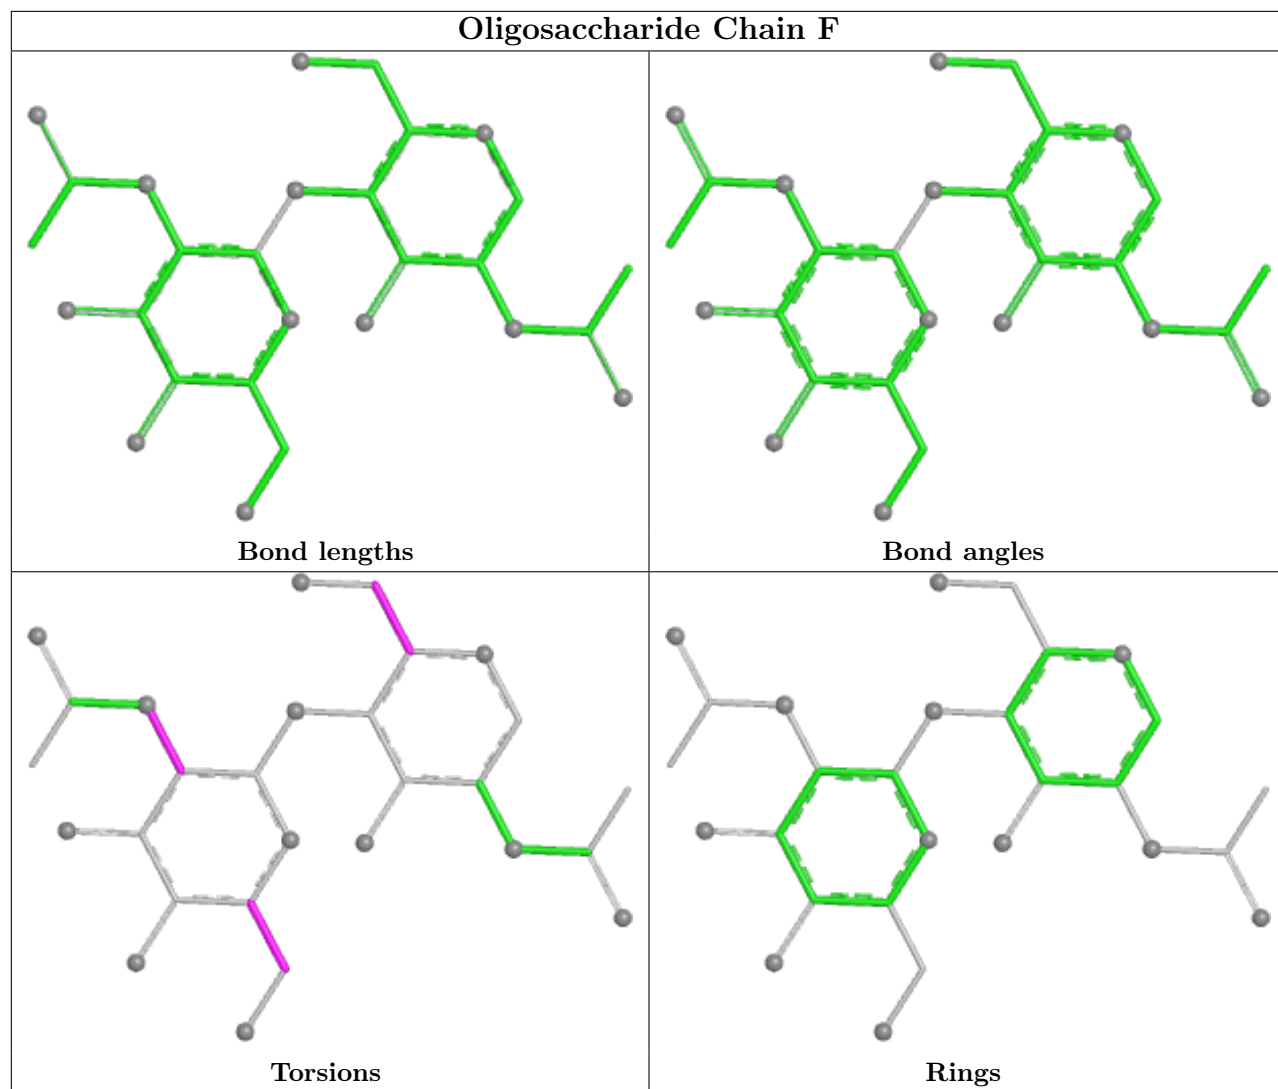 Oligosaccharide Chain F
Bond lengths
Bond angles
Torsions
Rings